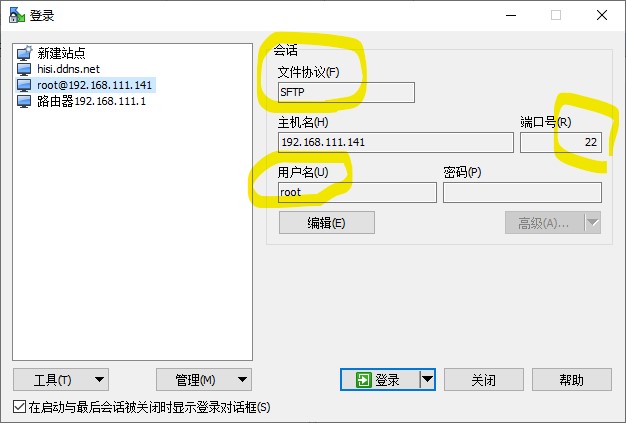 登录
新建站点
hisi.ddns.net
root@192.168.111.141
路由器192.168.111.1
会话
文件协议(F)
SFTP
主机名(H)
端口号(R)
192.168.111.141
22
用户名(U)
密码(P)
root
编辑(E)
高级(A)...
工具(T)
管理(M)
登录
关闭
帮助
在启动与最后会话被关闭时显示登录对话框(S)